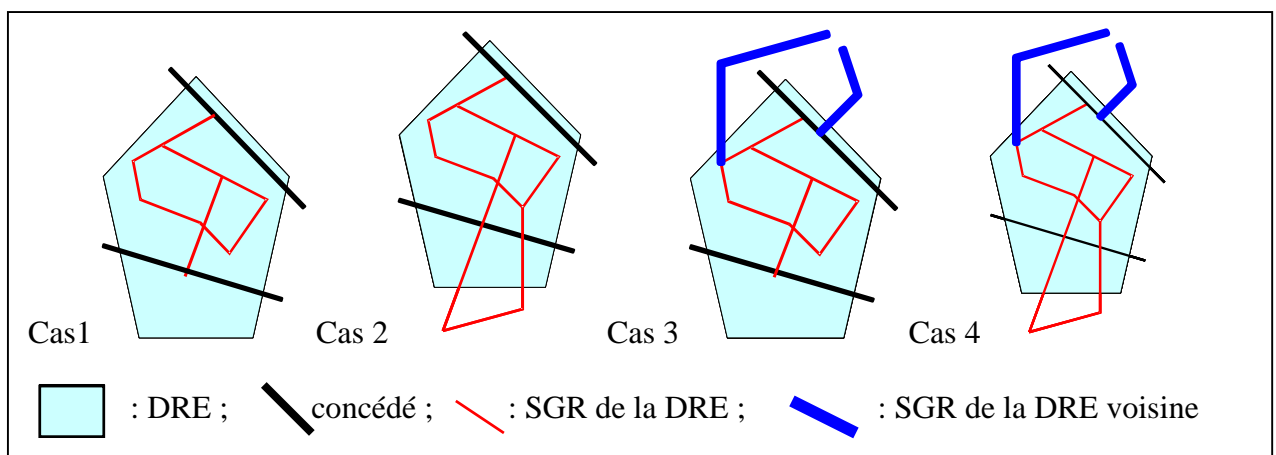 Cas1 Cas 2 Cas 3 Cas 4
: DRE ; concédé ; : SGR de la DRE ; : SGR de la DRE voisine